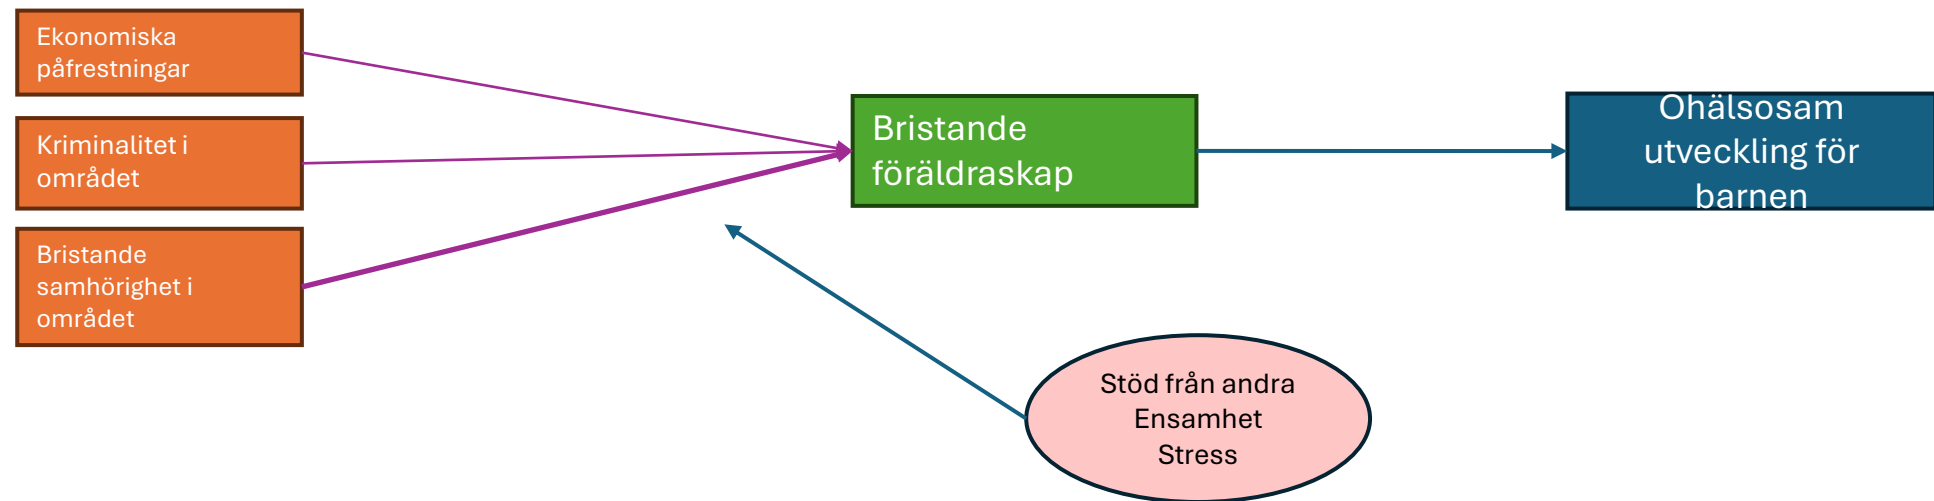 Ekonomiska
påfrestningar
Kriminalitet i
området
Bristande
samhörighet i
området
Bristande
föräldraskap
Ohälsosam
utveckling för
barnen
Stöd från andra
Ensamhet
Stress